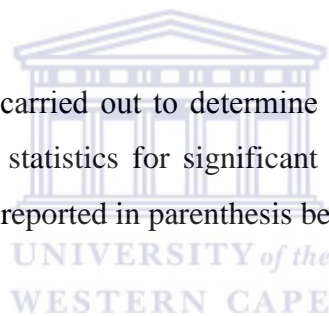 carried out to determine
statistics for significant
reported in parenthesis be
UNIVERSITY of the
WESTERN CAPE